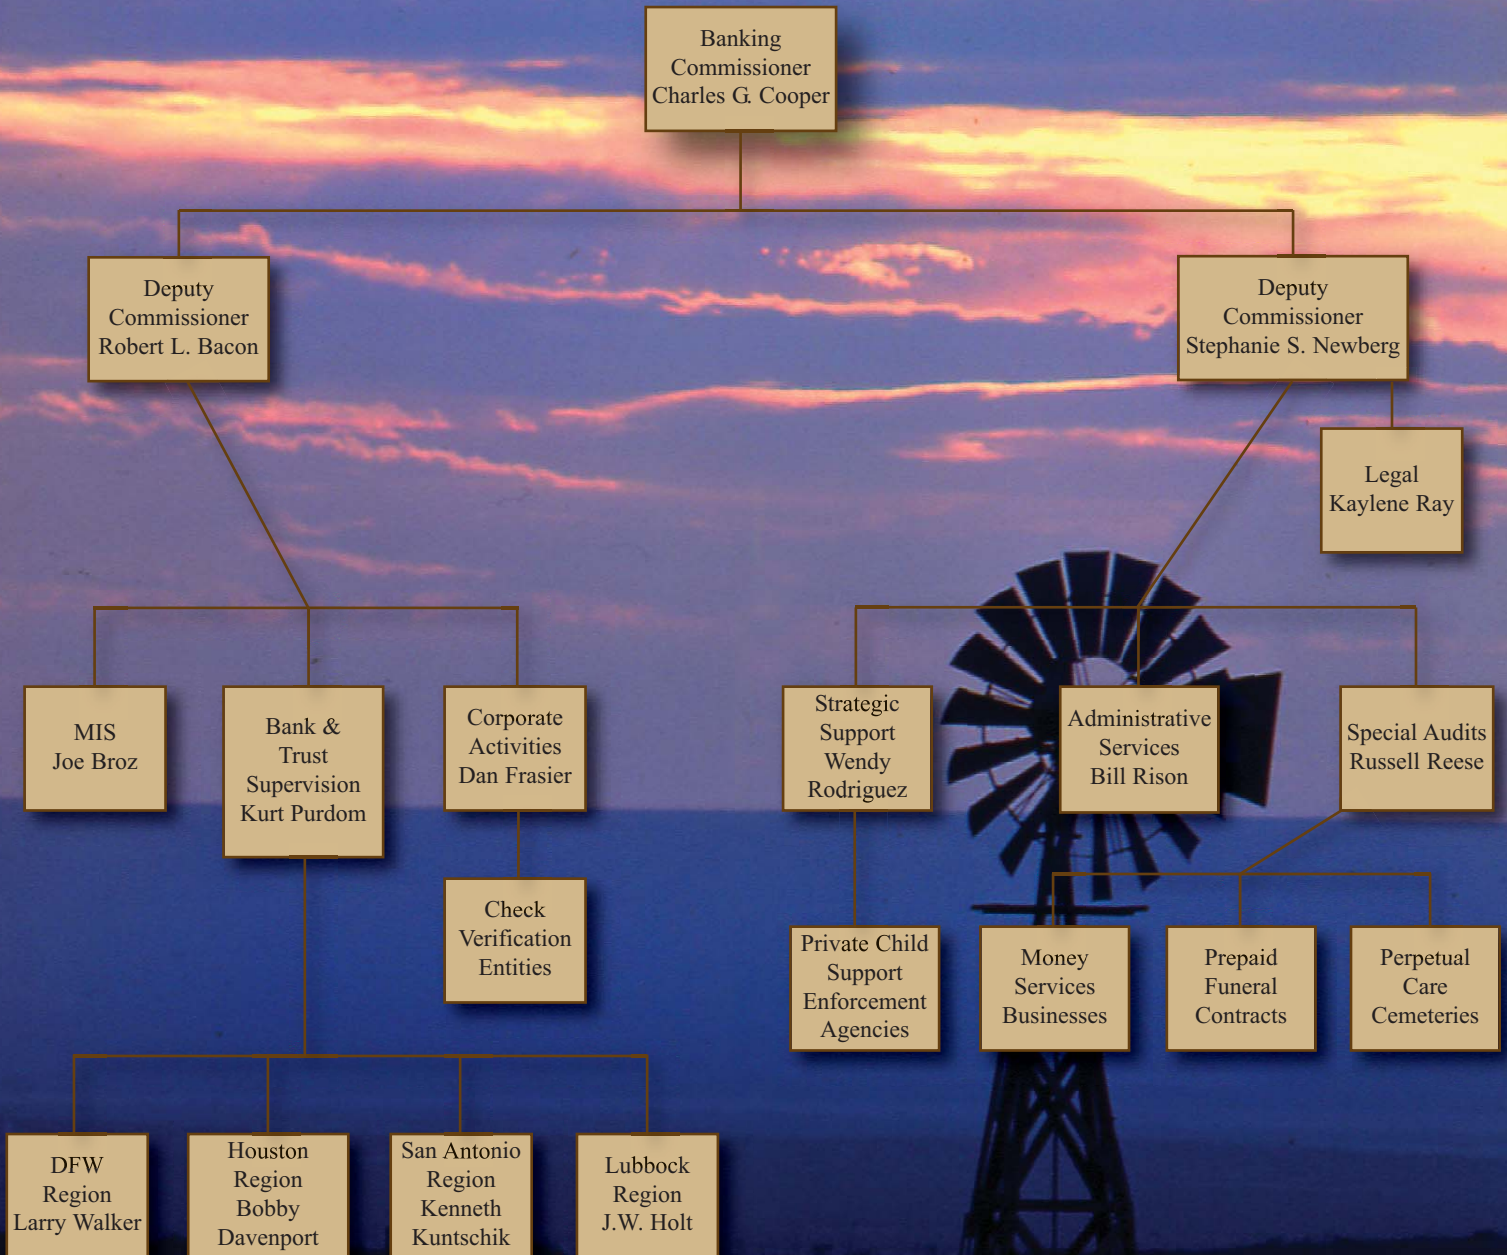 Banking
Commissioner
Charles G. Cooper
Deputy
Commissioner
Robert L. Bacon
Deputy
Commissioner
Stephanie S. Newberg
Legal
Kaylene Ray
MIS
Joe Broz
Bank &
Trust
Supervision
Kurt Purdom
Corporate
Activities
Dan Frasier
Strategic
Support
Wendy
Rodriguez
Administrative
Services
Bill Rison
Special Audits
Russell Reese
Check
Verification
Entities
Private Child
Support
Enforcement
Agencies
Money
Services
Businesses
Prepaid
Funeral
Contracts
Perpetual
Care
Cemeteries
DFW
Region
Larry Walker
Houston
Region
Bobby
Davenport
San Antonio
Region
Kenneth
Kuntschik
Lubbock
Region
J.W. Holt